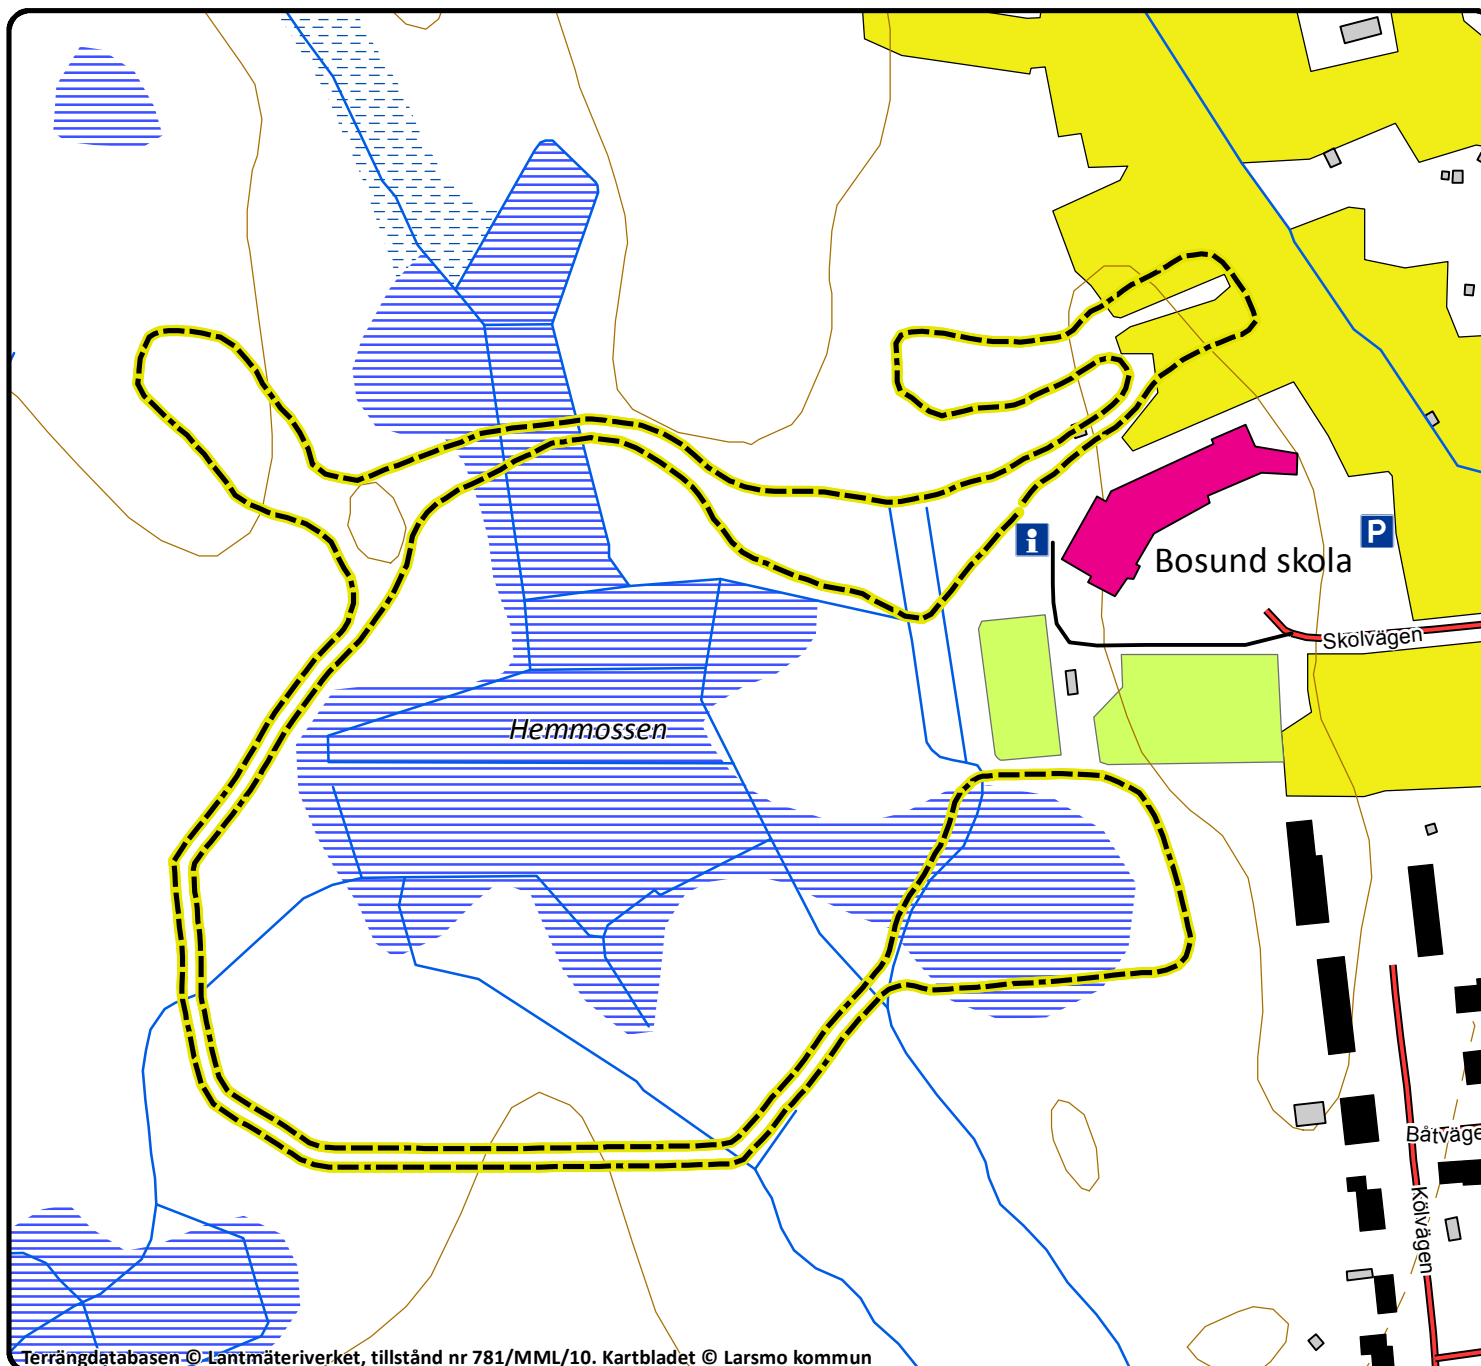 i
P
Bosund skola
Skolvägen
Hemmossen
Kölvägen
Terrängdatabasen © Lantmäteriverket, tillstånd nr 781/MML/10. Kartbladet © Larsmo kommun